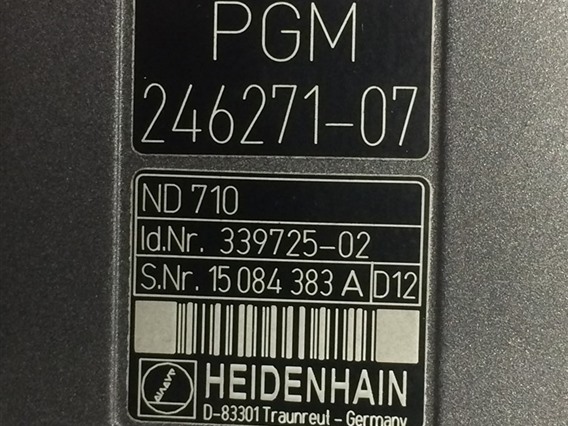 PGM
246271-07
ND 710
Id.Nr. 339725-02
S.Nr. 15 084 383 A D12
HEIDENHAIN
D-83301 Traunreut - Germany